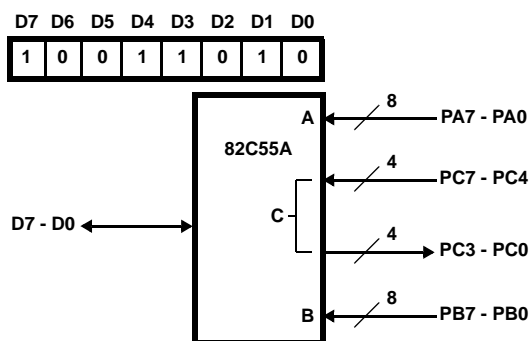 D7 D6 D5 D4 D3 D2 D1 D0
1 0 0 1 1 0 1 0
8
A PA7 - PA0
82C55A
4
PC7 - PC4
C
D7 - D0
4
PC3 - PC0
8
B PB7 - PB0